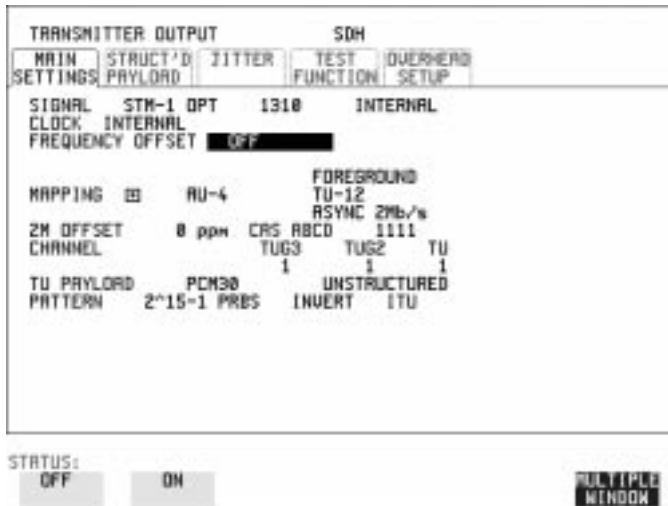 TRANSMITTER OUTPUT SDH
MAIN SETTINGS STRUCT'D PAYLOAD JITTER TEST FUNCTION OVERHEAD SETUP
SIGNAL STM-1 OPT 1310 INTERNAL
CLOCK INTERNAL
FREQUENCY OFFSET OFF
FOREGROUND
MAPPING AU-4 TU-12
ASYNC 2Mb/s
2M OFFSET 0 ppm CAS ABCD 1111
CHANNEL TUG3 TUG2 TU
1 1 1
TU PAYLOAD PCM30 UNSTRUCTURED
PATTERN 2^15-1 PRBS INVERT ITU
STATUS:
OFF ON MULTIPLE
WINDOW